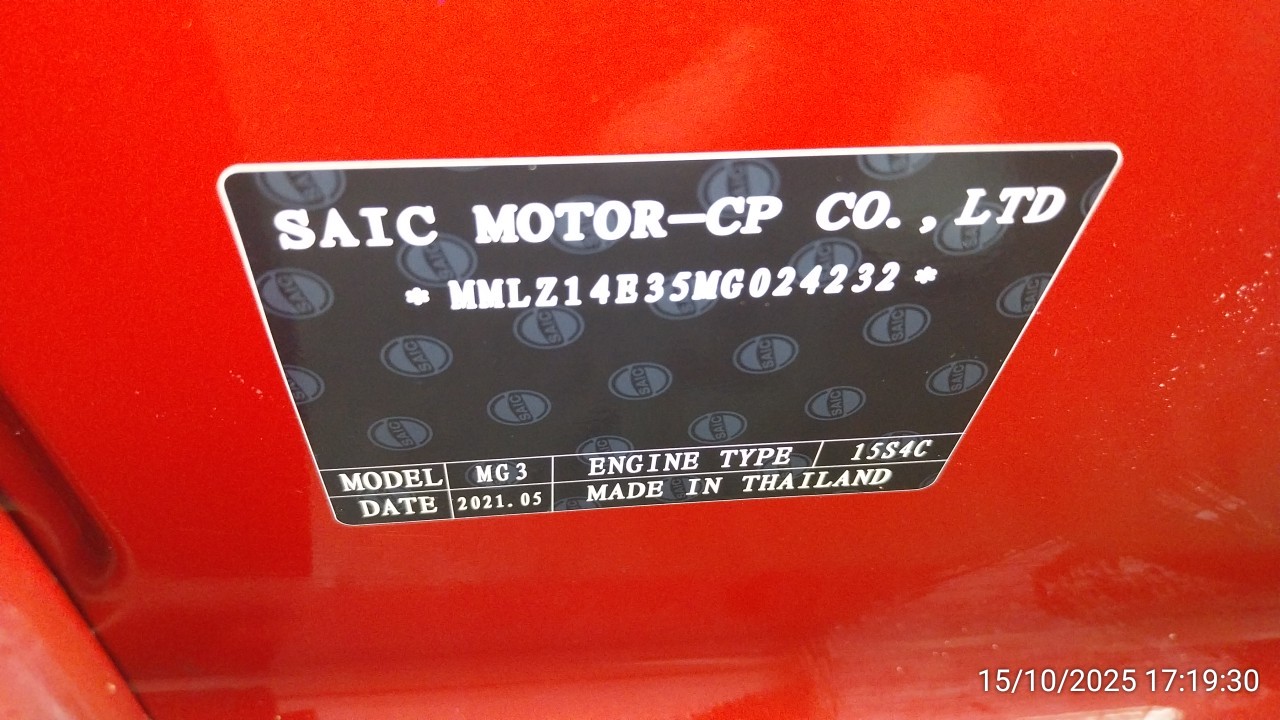 SAIC MOTOR-CP CO., LTD
* MMLZ14E35MG024232 *
MODEL MG3 ENGINE TYPE 15S4C
DATE 2021.05 MADE IN THAILAND
15/10/2025 17:19:30